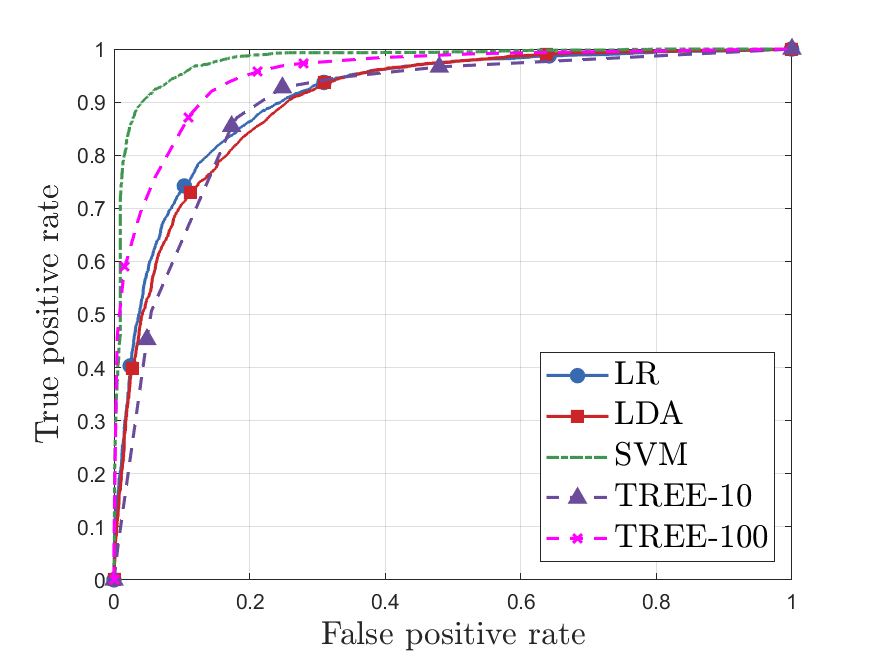 1
0.9
0.8
0.7
0.6
0.5
0.4
0.3
0.2
0.1
0
True positive rate
LR
LDA
SVM
TREE-10
TREE-100
0 0.2 0.4 0.6 0.8 1
False positive rate